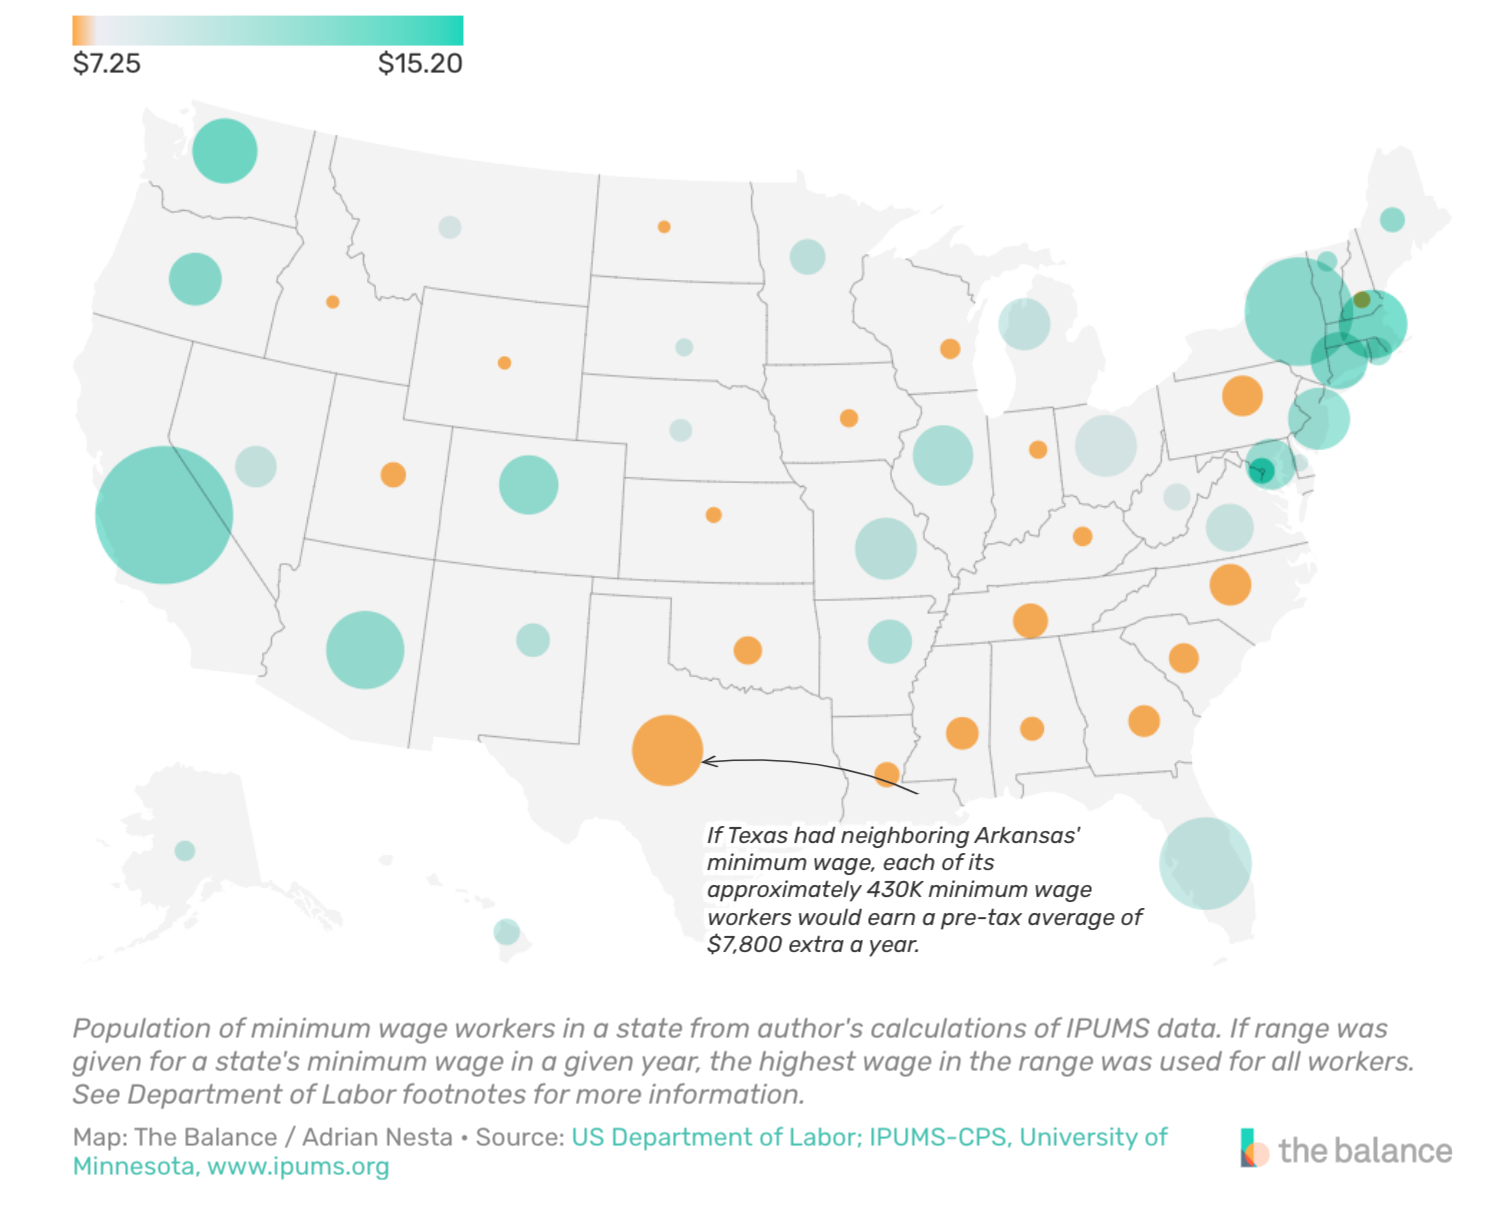 $7.25 $15.20
If Texas had neighboring Arkansas'
minimum wage, each of its
approximately 430K minimum wage
workers would earn a pre-tax average of
$7,800 extra a year.
Population of minimum wage workers in a state from author's calculations of IPUMS data. If range was
given for a state's minimum wage in a given year, the highest wage in the range was used for all workers.
See Department of Labor footnotes for more information.
Map: The Balance / Adrian Nesta • Source: US Department of Labor; IPUMS-CPS, University of
Minnesota, www.ipums.org
the balance